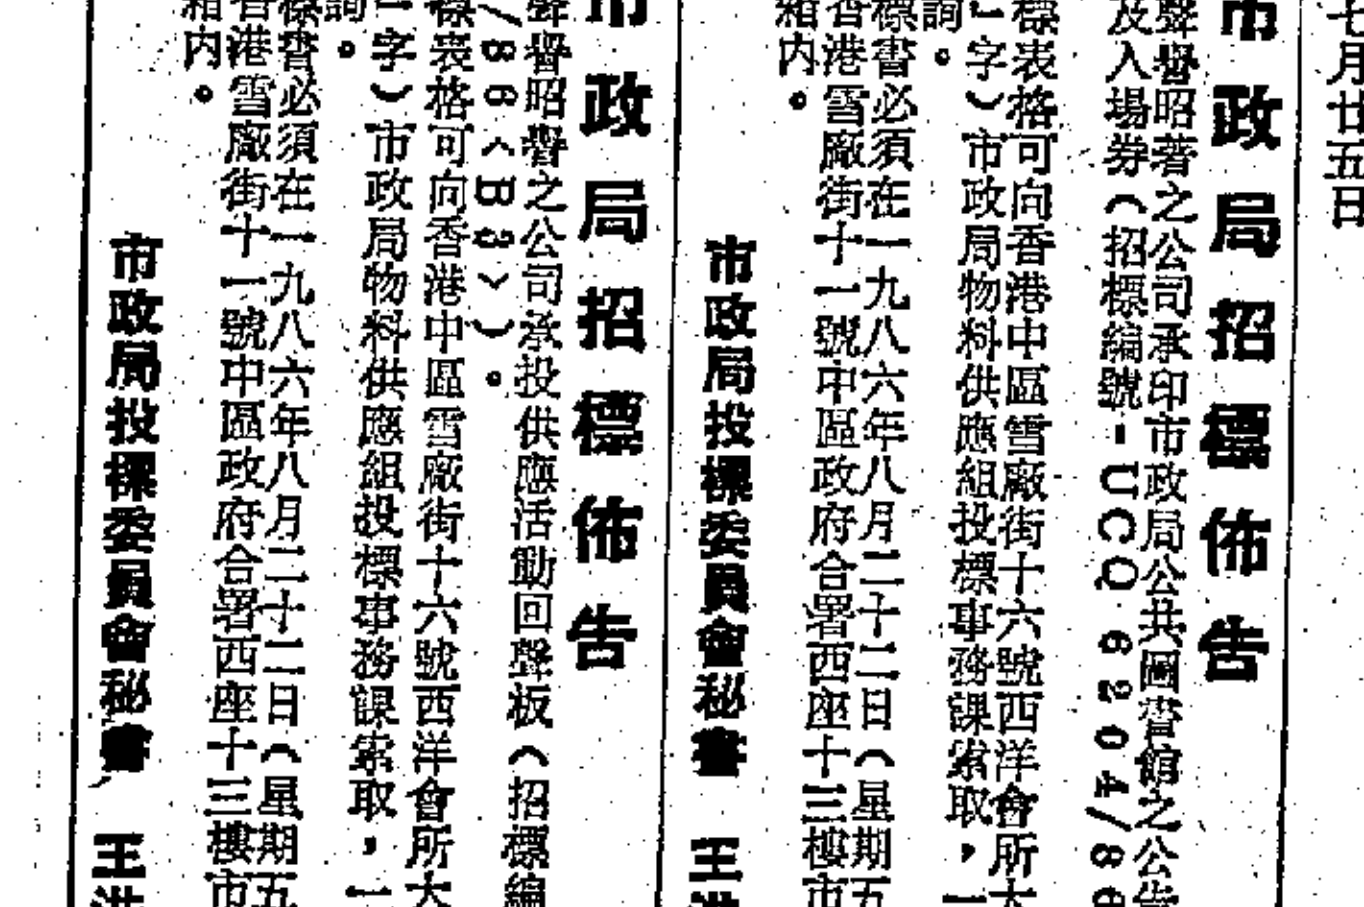 七月廿五日
市政局招標佈告
聲譽昭著之公司承印市政局公共圖書館之公告
及入場券（招標編號-UCQ 6204/86
標表格可向香港中區雪廠街十六號西洋會所大
」字）市政局物料供應組投標事務課索取，一
詢。
標書必須在一九八六年八月二十二日（星期五
香港雪廠街十一號中區政府合署西座十三樓市
箱内。
市政局投標委員會秘書 王
市政局招標佈告
聲譽昭譽之公司承投供應活動回聲板（招標編
/86<B3>）。
標表格可向香港中區雪廠街十六號西洋會所大
」字）市政局物料供應組投標事務課索取，一
詢。
標書必須在一九八六年八月二十二日（星期五
香港雪廠街十一號中區政府合署西座十三樓市
箱内。
市政局投標委員會秘書 王